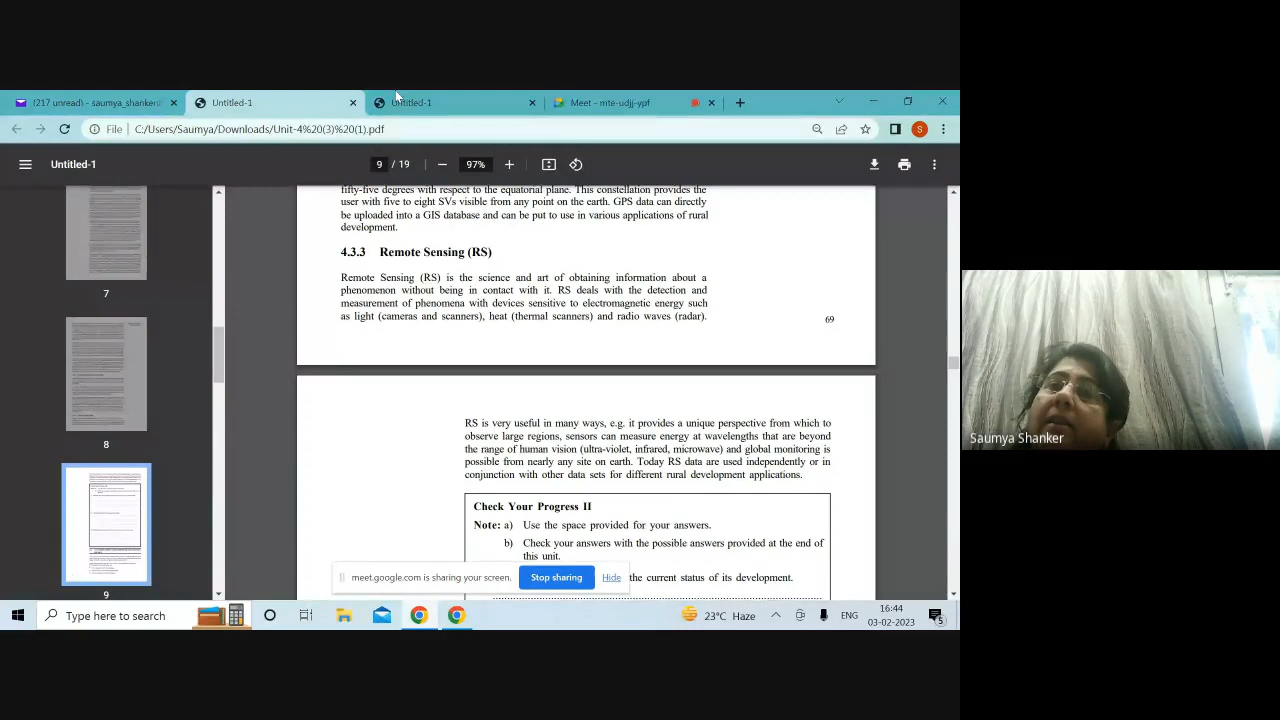 (217 unread) - saumya_shanker
Untitled-1
Untitled-1
Meet - mte-udjj-ypf
File
C:/Users/Saumya/Downloads/Unit-4%20(3)%20(1).pdf
S
Untitled-1
9 / 19
97%
7
8
9
fifty-five degrees with respect to the equatorial plane. This constellation provides the
user with five to eight SVs visible from any point on the earth. GPS data can directly
be uploaded into a GIS database and can be put to use in various applications of rural
development.
4.3.3 Remote Sensing (RS)
Remote Sensing (RS) is the science and art of obtaining information about a
phenomenon without being in contact with it. RS deals with the detection and
measurement of phenomena with devices sensitive to electromagnetic energy such
as light (cameras and scanners), heat (thermal scanners) and radio waves (radar).
69
RS is very useful in many ways, e.g. it provides a unique perspective from which to
observe large regions, sensors can measure energy at wavelengths that are beyond
the range of human vision (ultra-violet, infrared, microwave) and global monitoring is
possible from nearly any site on earth. Today RS data are used independently or in
conjunction with other data sets for different rural development applications.
Check Your Progress II
Note: a) Use the space provided for your answers.
b) Check your answers with the possible answers provided at the end of
this unit.
the current status of its development.
meet.google.com is sharing your screen.
Stop sharing
Hide
Saumya Shanker
Type here to search
23°C Haze
ENG
16:44
03-02-2023
5